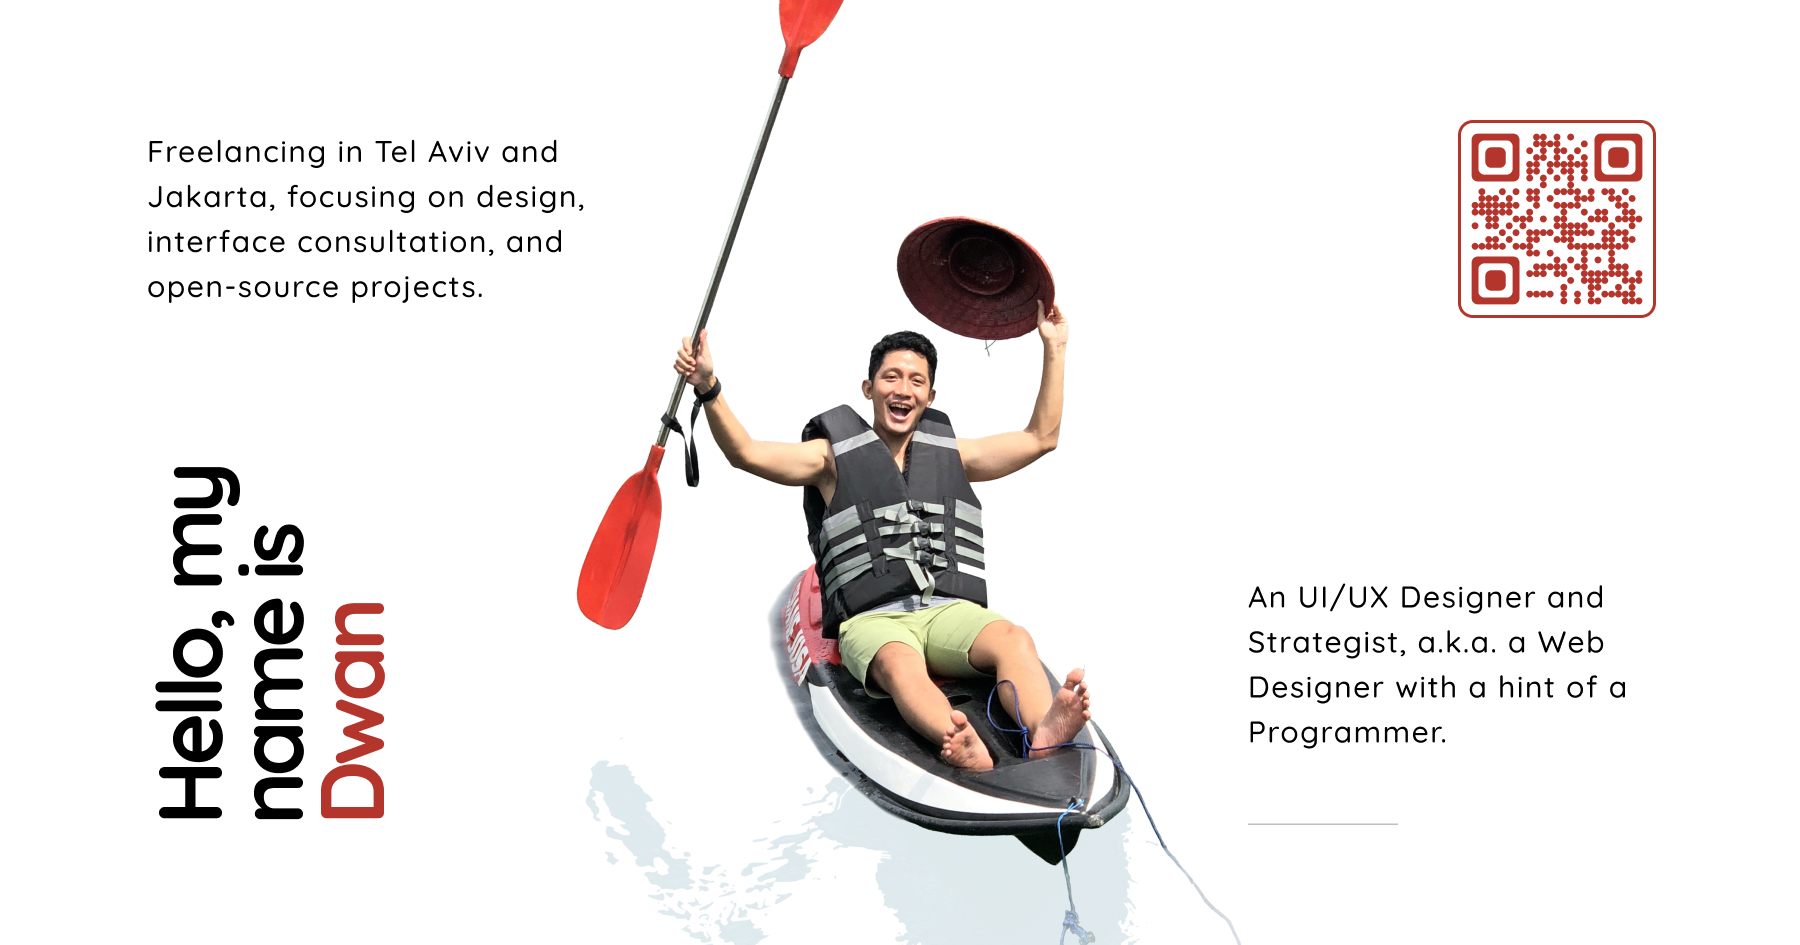 Freelancing in Tel Aviv and
Jakarta, focusing on design,
interface consultation, and
open-source projects.
Hello, my
name is
Dwan
An UI/UX Designer and
Strategist, a.k.a. a Web
Designer with a hint of a
Programmer.